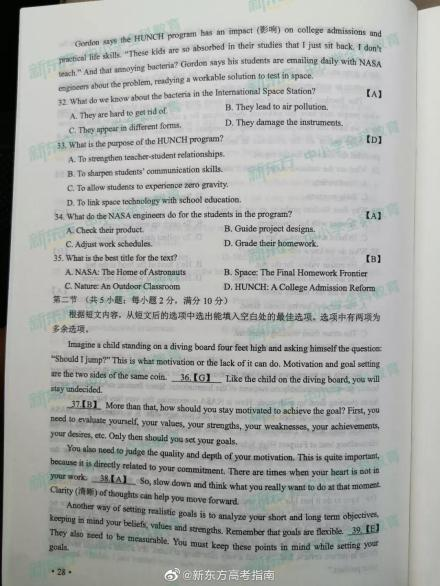 Gordon says the HUNCH program has an impact (影响) on college admissions and
practical life skills. "These kids are so absorbed in their studies that I just sit back. I don't
teach." And that annoying bacteria? Gordon says his students are emailing daily with NASA
engineers about the problem, readying a workable solution to test in space.
32. What do we know about the bacteria in the International Space Station? 【A】
A. They are hard to get rid of. B. They lead to air pollution.
C. They appear in different forms. D. They damage the instruments.
33. What is the purpose of the HUNCH program? 【D】
A. To strengthen teacher-student relationships.
B. To sharpen students' communication skills.
C. To allow students to experience zero gravity.
D. To link space technology with school education.
34. What do the NASA engineers do for the students in the program? 【A】
A. Check their product. B. Guide project designs.
C. Adjust work schedules. D. Grade their homework.
35. What is the best title for the text? 【B】
A. NASA: The Home of Astronauts B. Space: The Final Homework Frontier
C. Nature: An Outdoor Classroom D. HUNCH: A College Admission Reform
第二节 (共5小题;每小题2分,满分10分)
根据短文内容,从短文后的选项中选出能填入空白处的最佳选项。选项中有两项为
多余选项。
Imagine a child standing on a diving board four feet high and asking himself the question:
"Should I jump?" This is what motivation or the lack of it can do. Motivation and goal setting
are the two sides of the same coin. 36.【G】 Like the child on the diving board, you will
stay undecided.
37.【B】 More than that, how should you stay motivated to achieve the goal? First, you
need to evaluate yourself, your values, your strengths, your weaknesses, your achievements,
your desires, etc. Only then should you set your goals.
You also need to judge the quality and depth of your motivation. This is quite important,
because it is directly related to your commitment. There are times when your heart is not in
your work. 38.【A】 So, slow down and think what you really want to do at that moment.
Clarity (清晰) of thoughts can help you move forward.
Another way of setting realistic goals is to analyze your short and long term objectives,
keeping in mind your beliefs, values and strengths. Remember that goals are flexible. 39.【E】
They also need to be measurable. You must keep these points in mind while setting your
goals.
· 28 ·
新东方 中小学教育
@新东方高考指南